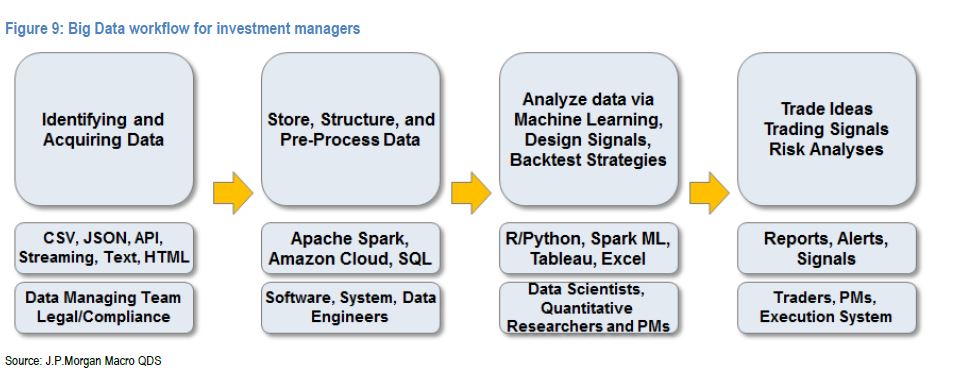 Figure 9: Big Data workflow for investment managers
Identifying and
Acquiring Data
Store, Structure, and
Pre-Process Data
Analyze data via
Machine Learning,
Design Signals,
Backtest Strategies
Trade Ideas
Trading Signals
Risk Analyses
CSV, JSON, API,
Streaming, Text, HTML
Apache Spark,
Amazon Cloud, SQL
R/Python, Spark ML,
Tableau, Excel
Reports, Alerts,
Signals
Data Managing Team
Legal/Compliance
Software, System, Data
Engineers
Data Scientists,
Quantitative
Researchers and PMs
Traders, PMs,
Execution System
Source: J.P.Morgan Macro QDS